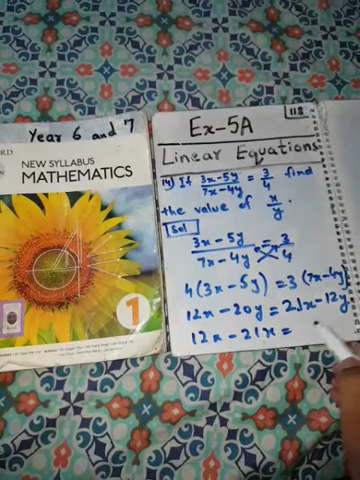 Year 6 and 7
RD
NEW SYLLABUS
MATHEMATICS
1
118
Ex-5A
Linear Equations
14) If (3x-5y)/(7x-4y) = 3/4 find
the value of x/y.
Sol
(3x-5y)/(7x-4y) = 3/4
4(3x-5y) = 3(7x-4y)
12x-20y = 21x-12y
12x-21x =